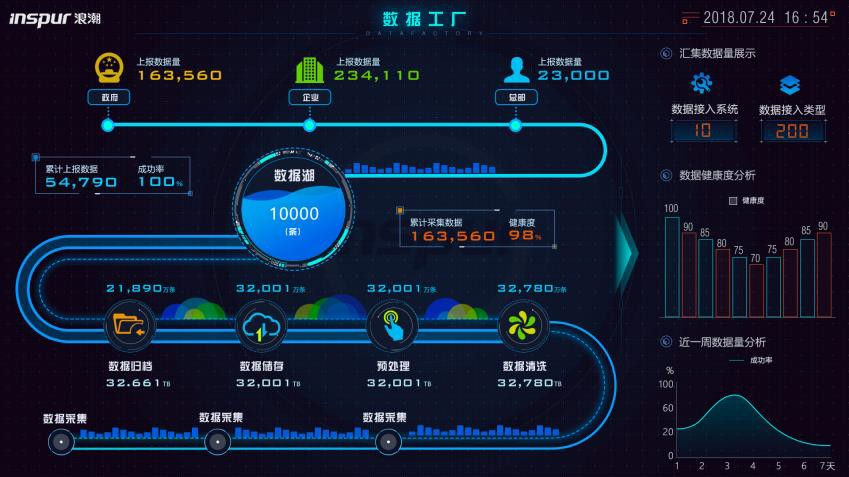 inspur 浪潮
数据工厂
DATAFACTORY
2018.07.24 16:54
上报数据量
163,560
政府
上报数据量
234,110
企业
上报数据量
23,000
总部
累计上报数据
54,790
成功率
100%
数据湖
10000
(条)
累计采集数据
163,560
健康度
98%
21,890万条
32,001万条
32,001万条
32,780万条
数据归档
数据储存
预处理
数据清洗
32.661TB
32,001TB
32,001TB
32,780TB
数据采集
数据采集
数据采集
汇集数据量展示
数据接入系统
数据接入类型
10
200
数据健康度分析
健康度
100
90
85
80
75
70
75
80
85
90
近一周数据量分析
成功率
%
100
60
20
0
1 2 3 4 5 6 7天
inspur